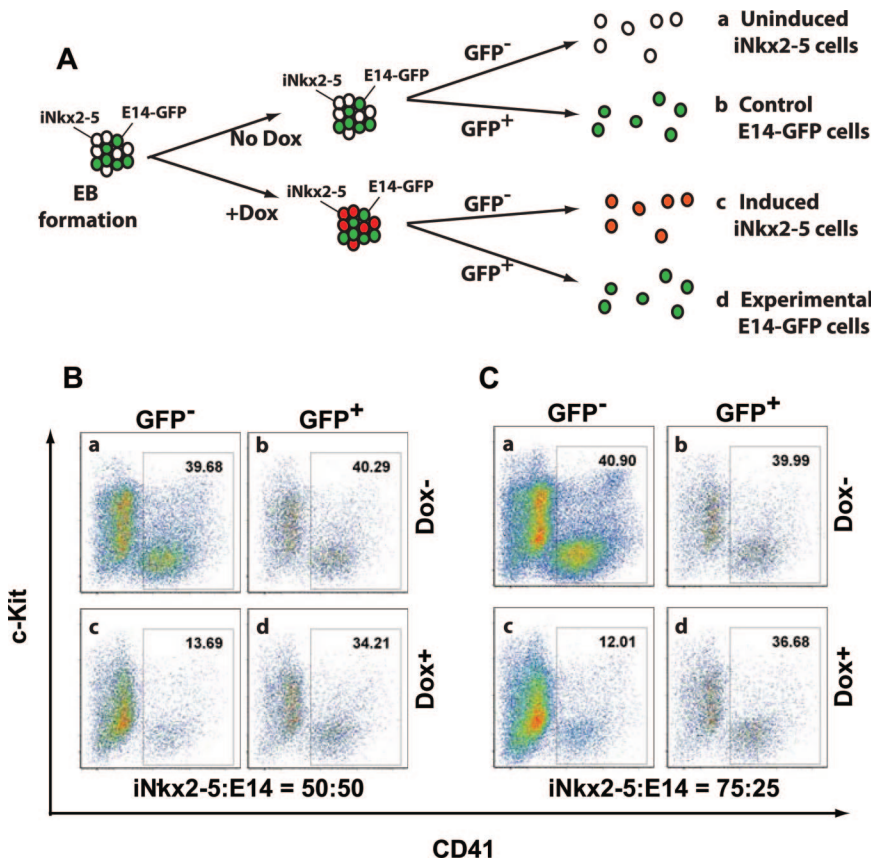 A
iNkx2-5
E14-GFP
EB
formation
No Dox
+Dox
iNkx2-5
E14-GFP
iNkx2-5
E14-GFP
GFP-
GFP+
GFP-
GFP+
a Uninduced
iNkx2-5 cells
b Control
E14-GFP cells
c Induced
iNkx2-5 cells
d Experimental
E14-GFP cells
B
GFP-
GFP+
a
39.68
b
40.29
Dox-
c
13.69
d
34.21
Dox+
iNkx2-5:E14 = 50:50
C
GFP-
GFP+
a
40.90
b
39.99
Dox-
c
12.01
d
36.68
Dox+
iNkx2-5:E14 = 75:25
c-Kit
CD41